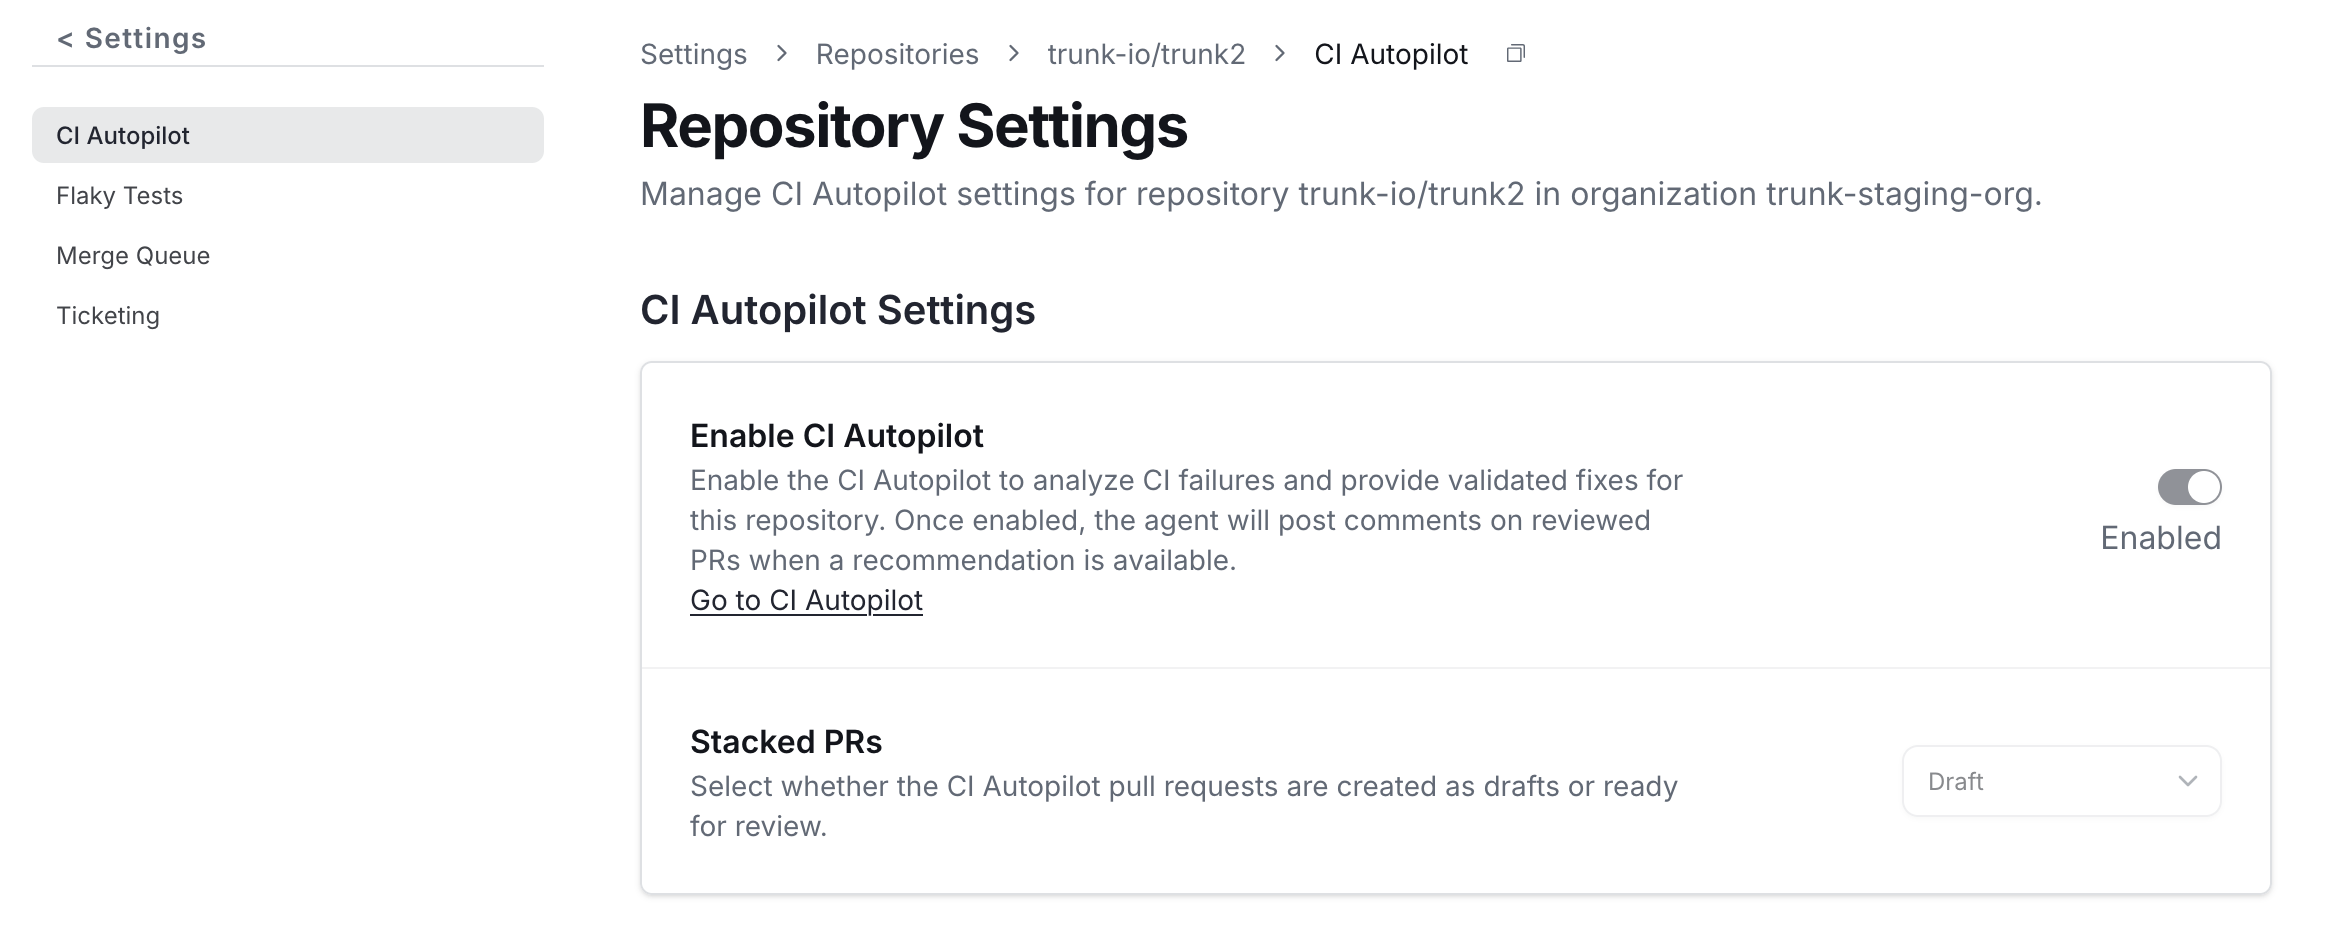 < Settings
CI Autopilot
Flaky Tests
Merge Queue
Ticketing
Settings > Repositories > trunk-io/trunk2 > CI Autopilot
Repository Settings
Manage CI Autopilot settings for repository trunk-io/trunk2 in organization trunk-staging-org.
CI Autopilot Settings
Enable CI Autopilot
Enable the CI Autopilot to analyze CI failures and provide validated fixes for
this repository. Once enabled, the agent will post comments on reviewed
PRs when a recommendation is available.
Go to CI Autopilot
Enabled
Stacked PRs
Select whether the CI Autopilot pull requests are created as drafts or ready
for review.
Draft